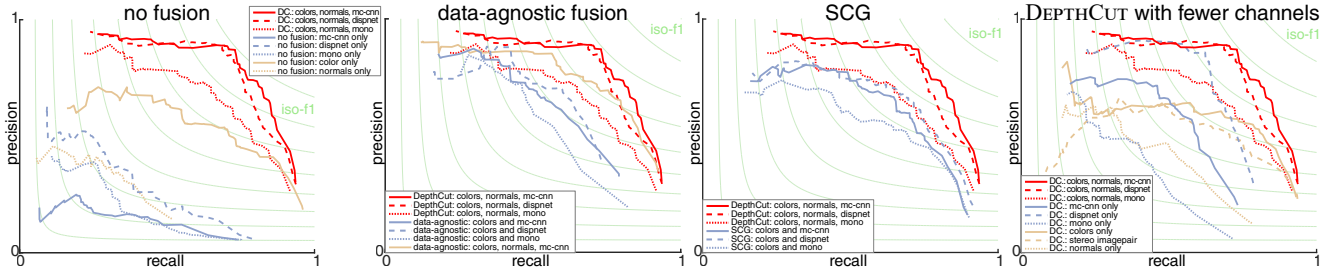 no fusion
1
precision
0
recall
1
iso-f1
DC.: colors, normals, mc-cnn
DC.: colors, normals, dispnet
DC.: colors, normals, mono
no fusion: mc-cnn only
no fusion: dispnet only
no fusion: mono only
no fusion: color only
no fusion: normals only
data-agnostic fusion
1
precision
0
recall
1
iso-f1
DepthCut: colors, normals, mc-cnn
DepthCut: colors, normals, dispnet
DepthCut: colors, normals, mono
data-agnostic: colors and mc-cnn
data-agnostic: colors and dispnet
data-agnostic: colors and mono
data-agnostic: colors, normals, mc-cnn
SCG
1
precision
0
recall
1
iso-f1
DepthCut: colors, normals, mc-cnn
DepthCut: colors, normals, dispnet
DepthCut: colors, normals, mono
SCG: colors and mc-cnn
SCG: colors and dispnet
SCG: colors and mono
DEPTHCUT with fewer channels
1
precision
0
recall
1
iso-f1
DC.: colors, normals, mc-cnn
DC.: colors, normals, dispnet
DC.: colors, normals, mono
DC.: mc-cnn only
DC.: dispnet only
DC.: mono only
DC.: colors only
DC.: stereo imagepair
DC.: normals only